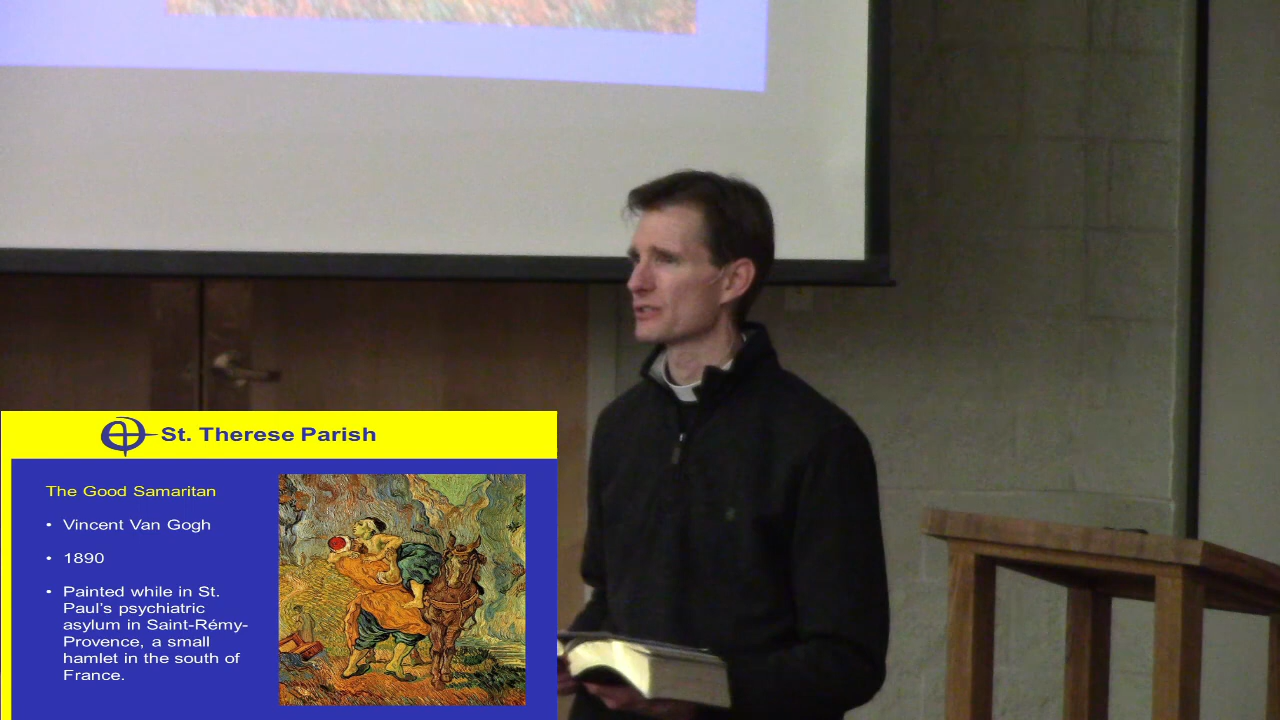 St. Therese Parish
The Good Samaritan
• Vincent Van Gogh
• 1890
• Painted while in St.
Paul's psychiatric
asylum in Saint-Rémy-
Provence, a small
hamlet in the south of
France.